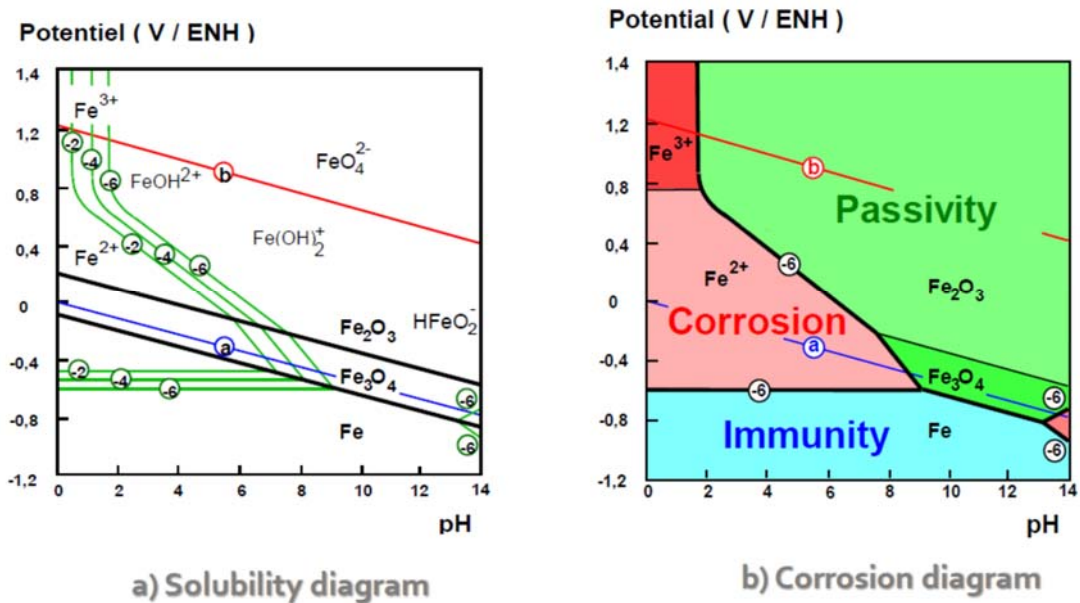 Potentiel ( V / ENH )
1,4
1,2
0,8
0,4
0
-0,4
-0,8
-1,2
0 2 4 6 8 10 12 14
pH
Fe3+
-2
-4
-6
FeOH2+
b
FeO42-
Fe2+
-2
-4
-6
Fe(OH)2+
a
Fe2O3
HFeO2-
Fe3O4
-2
-4
-6
Fe
-6
-6
a) Solubility diagram
Potential ( V / ENH )
1,4
1,2
0,8
0,4
0
-0,4
-0,8
-1,2
0 2 4 6 8 10 12 14
pH
Fe3+
b
Passivity
Fe2+
-6
Fe2O3
Corrosion
a
Fe3O4
-6
-6
Immunity
Fe
-6
b) Corrosion diagram